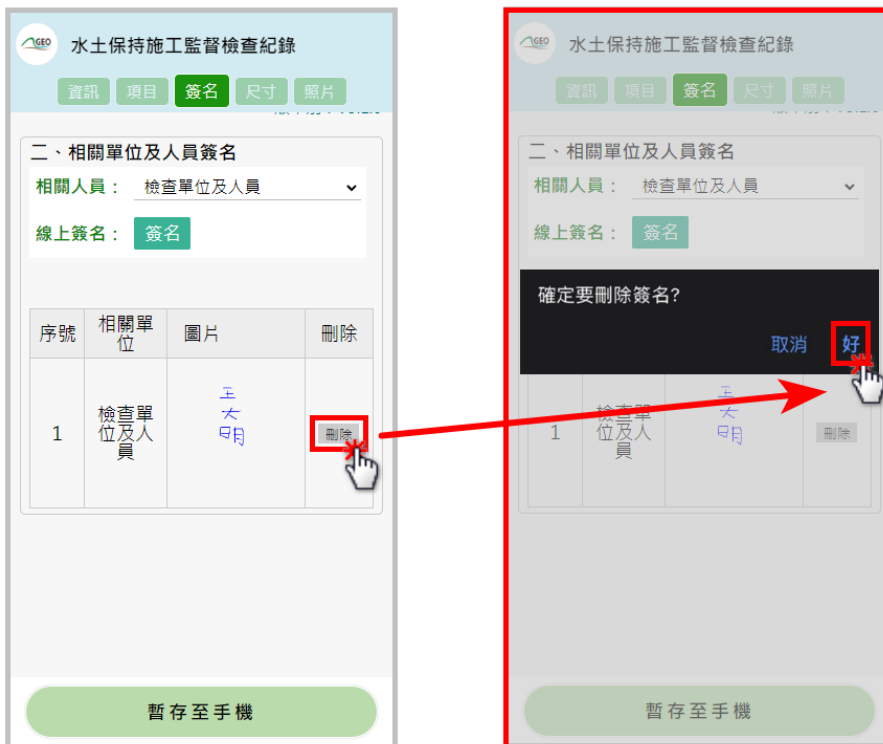 GEO
水土保持施工監督檢查紀錄
資訊 項目 簽名 尺寸 照片
二、相關單位及人員簽名
相關人員： 檢查單位及人員
線上簽名： 簽名
序號 相關單位 圖片 刪除
1 檢查單位及人員 王大明 刪除
暫存至手機
GEO
水土保持施工監督檢查紀錄
資訊 項目 簽名 尺寸 照片
二、相關單位及人員簽名
相關人員： 檢查單位及人員
線上簽名： 簽名
確定要刪除簽名?
取消 好
1 檢查單位及人員 王大明 刪除
暫存至手機